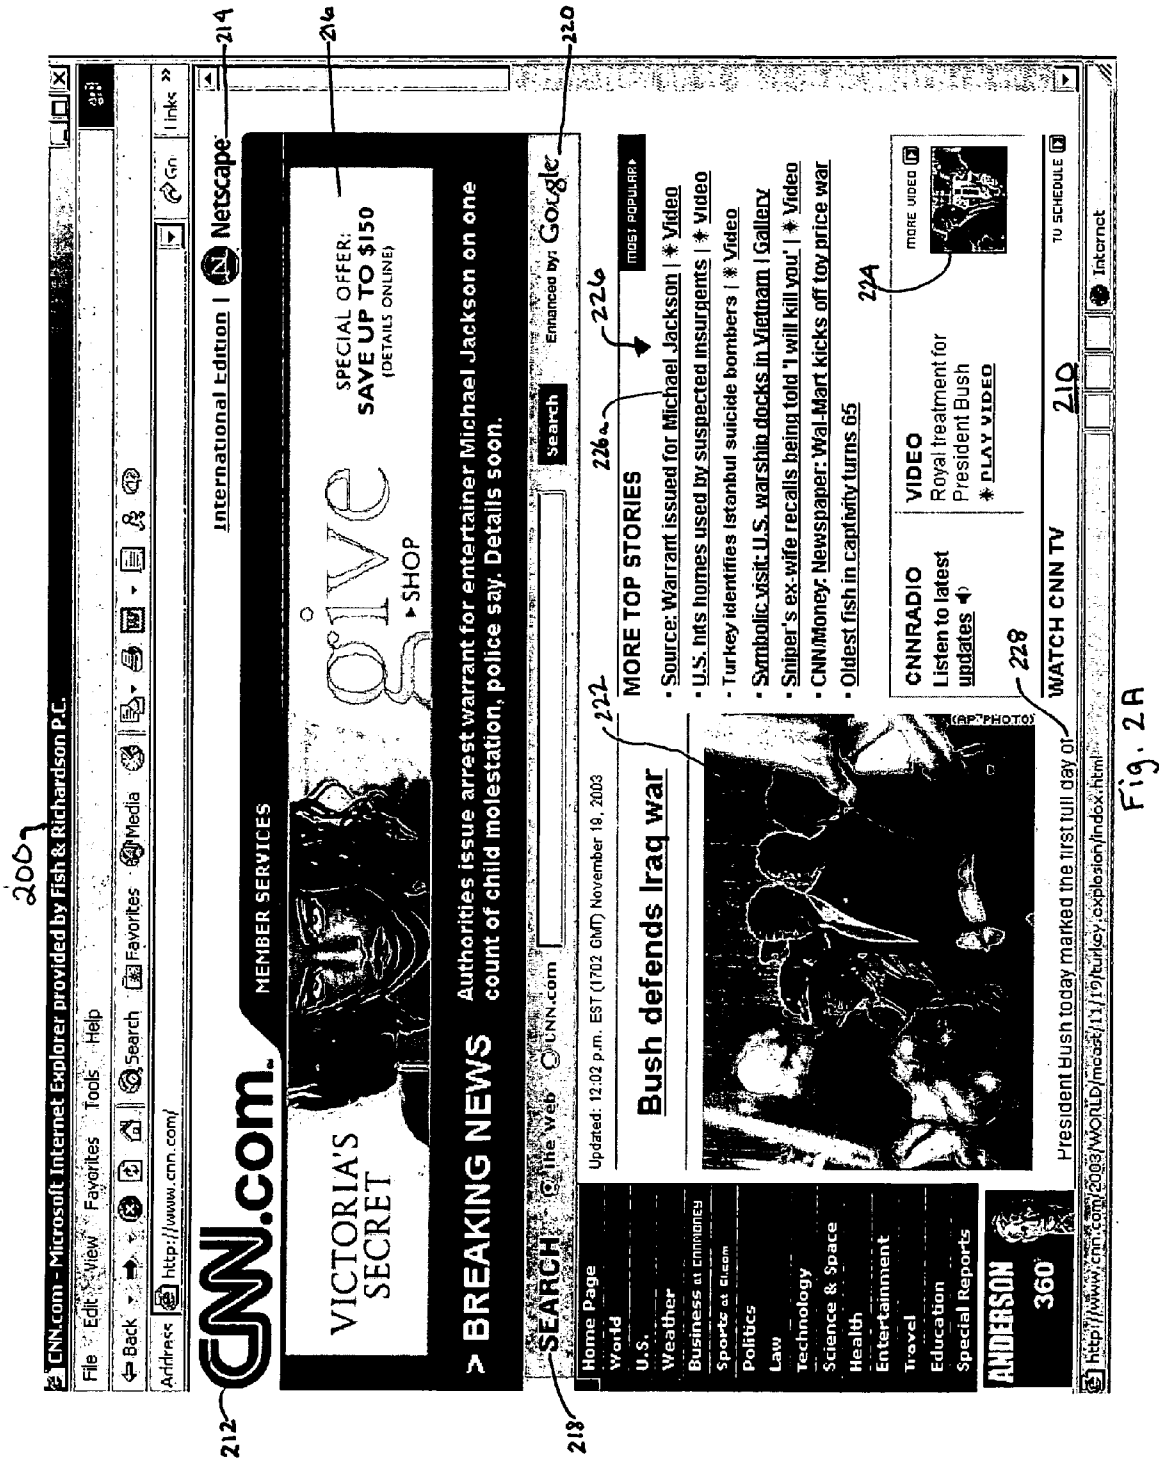 200a
CNN.com - Microsoft Internet Explorer provided by Fish & Richardson P.C.
File Edit View Favorites Tools Help
Back Search Favorites Media
Address http://www.cnn.com/ Go Links »
212
CNN.com.
International Edition | Netscape
214
MEMBER SERVICES
VICTORIA'S
SECRET
give
give
▸SHOP
SPECIAL OFFER:
SAVE UP TO $150
(DETAILS ONLINE)
216
> BREAKING NEWS
Authorities issue arrest warrant for entertainer Michael Jackson on one
count of child molestation, police say. Details soon.
218
SEARCH The Web CNN.com Search Enhanced by: Google
220
Home Page
World
U.S.
Weather
Business at CNNMONEY
Sports at SI.com
Politics
Law
Technology
Science & Space
Health
Entertainment
Travel
Education
Special Reports
ANDERSON
360°
Updated: 12:02 p.m. EST (1702 GMT) November 19, 2003
Bush defends Iraq war
222
(AP PHOTO)
President Bush today marked the first full day of
228
MORE TOP STORIES
MOST POPULAR▸
226a
226
• Source: Warrant issued for Michael Jackson | Video
• U.S. hits homes used by suspected insurgents | Video
• Turkey identifies Istanbul suicide bombers | Video
• Symbolic visit: U.S. warship docks in Vietnam | Gallery
• Sniper's ex-wife recalls being told 'I will kill you' | Video
• CNN/Money: Newspaper: Wal-Mart kicks off toy price war
• Oldest fish in captivity turns 65
CNNRADIO
Listen to latest
updates
VIDEO
Royal treatment for
President Bush
PLAY VIDEO
MORE VIDEO
224
WATCH CNN TV
TV SCHEDULE
210
http://www.cnn.com/2003/WORLD/meast/11/19/turkey.explosion/index.html
Internet
Fig. 2A